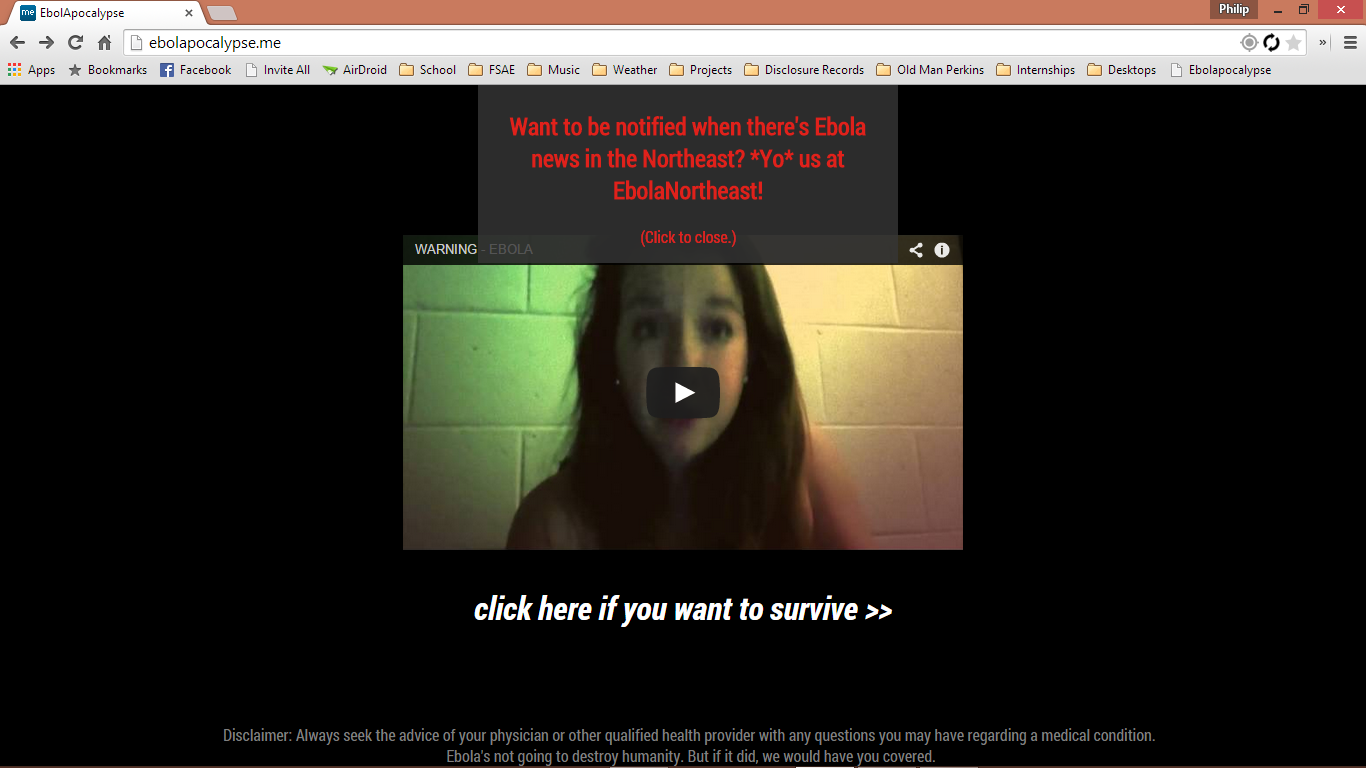 EbolApocalypse
Philip
ebolapocalypse.me
Apps Bookmarks Facebook Invite All AirDroid School FSAE Music Weather Projects Disclosure Records Old Man Perkins Internships Desktops Ebolapocalypse
Want to be notified when there's Ebola
news in the Northeast? *Yo* us at
EbolaNortheast!
(Click to close.)
WARNING - EBOLA
click here if you want to survive >>
Disclaimer: Always seek the advice of your physician or other qualified health provider with any questions you may have regarding a medical condition.
Ebola's not going to destroy humanity. But if it did, we would have you covered.